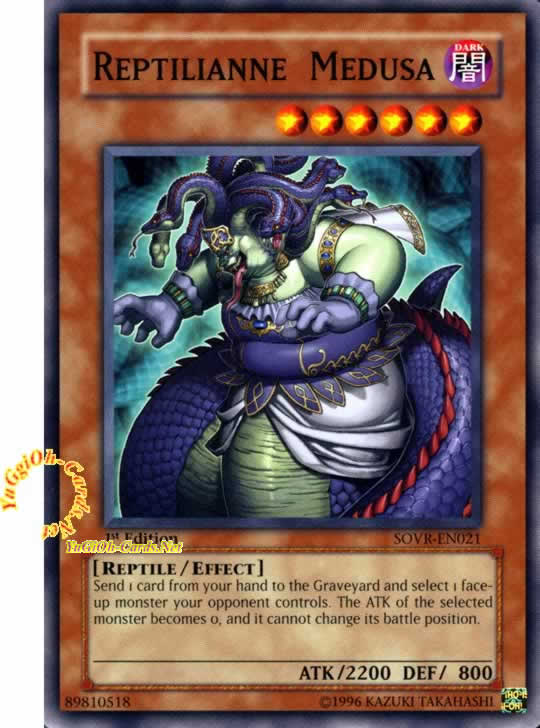 REPTILIANNE MEDUSA
DARK
闇
YuGgiOh-Cards.Net
1st Edition
SOVR-EN021
YuGiOh-Cards.Net
[REPTILE/EFFECT]
Send 1 card from your hand to the Graveyard and select 1 face-
up monster your opponent controls. The ATK of the selected
monster becomes 0, and it cannot change its battle position.
ATK/2200 DEF/ 800
89810518
©1996 KAZUKI TAKAHASHI